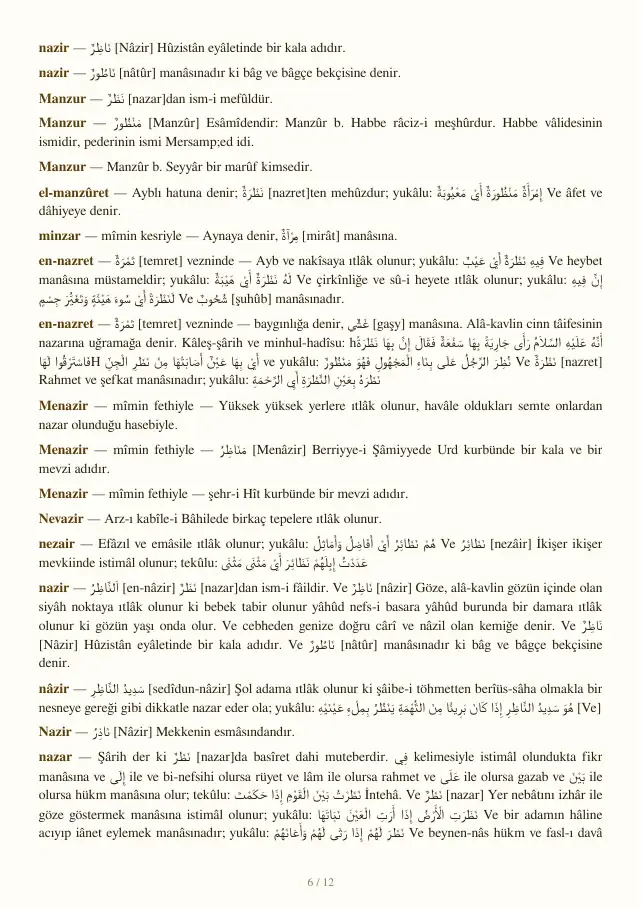 nazir — نَاظِرٌ [Nâzir] Hûzistân eyâletinde bir kala adıdır.
nazir — نَاطُورٌ [nâtûr] manâsınadır ki bâg ve bâgçe bekçisine denir.
Manzur — نَظَرٌ [nazar]dan ism-i mefûldür.
Manzur — مَنْظُورٌ [Manzûr] Esâmîdendir: Manzûr b. Habbe râciz-i meşhûrdur. Habbe vâlidesinin
ismidir, pederinin ismi Mersamp;ed idi.
Manzur — Manzûr b. Seyyâr bir marûf kimsedir.
el-manzûret — Ayblı hatuna denir; نَظْرَةٌ [nazret]ten mehûzdur; yukâlu: إِمْرَأَةٌ مَنْظُورَةٌ أَيْ مَعْيُوبَةٌ Ve âfet ve
dâhiyeye denir.
minzar — mîmin kesriyle — Aynaya denir, مِرْآةٌ [mirât] manâsına.
en-nazret — تَمْرَةٌ [temret] vezninde — Ayb ve nakîsaya ıtlâk olunur; yukâlu: فِيهِ نَظْرَةٌ أَيْ عَيْبٌ Ve heybet
manâsına müstameldir; yukâlu: لَهُ نَظْرَةٌ أَيْ هَيْبَةٌ Ve çirkînliğe ve sû-i heyete ıtlâk olunur; yukâlu: إِنَّ فِيهِ
لَنَظْرَةً أَيْ سُوءَ هَيْئَةٍ وَتَغَيُّرَ جِسْمٍ Ve شُحُوبٌ [şuhûb] manâsınadır.
en-nazret — تَمْرَةٌ [temret] vezninde — baygınlığa denir, غَشْيٌ [gaşy] manâsına. Alâ-kavlin cinn tâifesinin
nazarına uğramağa denir. Kâleş-şârih ve minhul-hadîsu: hأَنَّهُ عَلَيْهِ السَّلاَمُ رَأَى جَارِيَةً بِهَا سَفْعَةٌ فَقَالَ إِنَّ بِهَا نَظْرَةً
فَاسْتَرْقُوا لَهَاH أَيْ بِهَا عَيْنٌ أَصَابَتْهَا مِنْ نَظَرِ الْجِنِّ ve yukâlu: نُظِرَ الرَّجُلُ عَلَى بِنَاءِ الْمَجْهُولِ فَهُوَ مَنْظُورٌ Ve نَظْرَةٌ [nazret]
Rahmet ve şefkat manâsınadır; yukâlu: نَظَرَهُ بِعَيْنِ النَّظْرَةِ أَيِ الرَّحْمَةِ
Menazir — mîmin fethiyle — Yüksek yüksek yerlere ıtlâk olunur, havâle oldukları semte onlardan
nazar olunduğu hasebiyle.
Menazir — mîmin fethiyle — مَنَاظِرُ [Menâzir] Berriyye-i Şâmiyyede Urd kurbünde bir kala ve bir
mevzi adıdır.
Menazir — mîmin fethiyle — şehr-i Hît kurbünde bir mevzi adıdır.
Nevazir — Arz-ı kabîle-i Bâhilede birkaç tepelere ıtlâk olunur.
nezair — Efâzıl ve emâsile ıtlâk olunur; yukâlu: هُمْ نَظَائِرُ أَيْ أَفَاضِلُ وَأَمَاثِلُ Ve نَظَائِرُ [nezâir] İkişer ikişer
mevkiinde istimâl olunur; tekûlu: عَدَدْتُ إِبِلَهُمْ نَظَائِرَ أَيْ مَثْنَى مَثْنَى
nazir — اَلنَّاظِرُ [en-nâzir] نَظَرٌ [nazar]dan ism-i fâildir. Ve نَاظِرٌ [nâzir] Göze, alâ-kavlin gözün içinde olan
siyâh noktaya ıtlâk olunur ki bebek tabir olunur yâhûd nefs-i basara yâhûd burunda bir damara ıtlâk
olunur ki gözün yaşı onda olur. Ve cebheden genize doğru cârî ve nâzil olan kemiğe denir. Ve نَاظِرٌ
[Nâzir] Hûzistân eyâletinde bir kala adıdır. Ve نَاطُورٌ [nâtûr] manâsınadır ki bâg ve bâgçe bekçisine
denir.
nâzir — سَدِيدُ النَّاظِرِ [sedîdun-nâzir] Şol adama ıtlâk olunur ki şâibe-i töhmetten berîüs-sâha olmakla bir
nesneye gereği gibi dikkatle nazar eder ola; yukâlu: هُوَ سَدِيدُ النَّاظِرِ إِذَا كَانَ بَرِيئًا مِنَ التُّهَمَةِ يَنْظُرُ بِمِلْءِ عَيْنَيْهِ [Ve]
Nazir — نَاذِرُ [Nâzir] Mekkenin esmâsındandır.
nazar — Şârih der ki نَظَرٌ [nazar]da basîret dahi muteberdir. فِي kelimesiyle istimâl olundukta fikr
manâsına ve إِلَى ile ve bi-nefsihi olursa rüyet ve lâm ile olursa rahmet ve عَلَى ile olursa gazab ve بَيْنَ ile
olursa hükm manâsına olur; tekûlu: نَظَرْتُ بَيْنَ الْقَوْمِ إِذَا حَكَمْتَ İntehâ. Ve نَظَرٌ [nazar] Yer nebâtını izhâr ile
göze göstermek manâsına istimâl olunur; yukâlu: نَظَرَتِ الْأَرْضُ إِذَا أَرَتِ الْعَيْنَ نَبَاتَهَا Ve bir adamın hâline
acıyıp iânet eylemek manâsınadır; yukâlu: نَظَرَ لَهُمْ إِذَا رَثَى لَهُمْ وَأَعَانَهُمْ Ve beynen-nâs hükm ve fasl-ı davâ
6 / 12